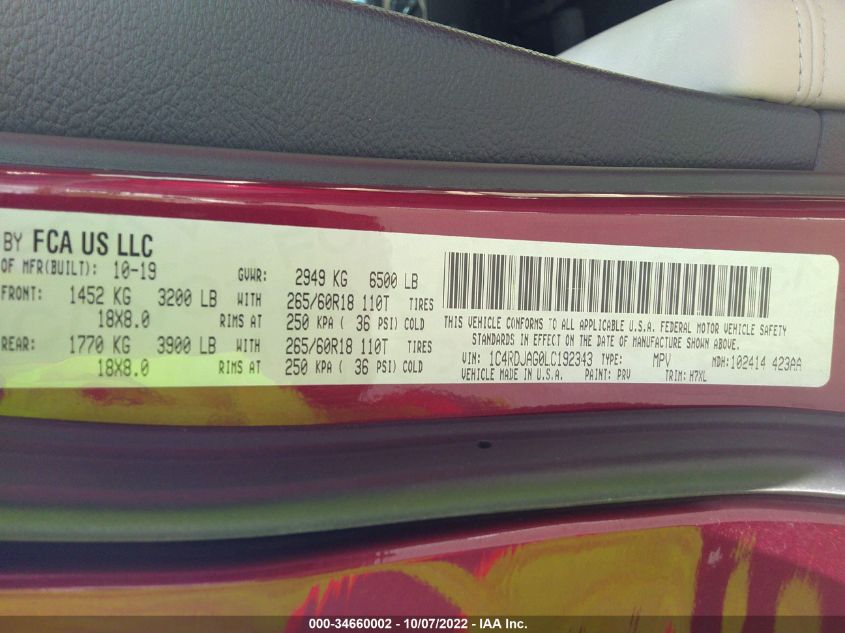 BY FCA US LLC
OF MFR(BUILT): 10-19 GVWR: 2949 KG 6500 LB
FRONT: 1452 KG 3200 LB WITH 265/60R18 110T TIRES
18X8.0 RIMS AT 250 KPA ( 36 PSI) COLD
REAR: 1770 KG 3900 LB WITH 265/60R18 110T TIRES
18X8.0 RIMS AT 250 KPA ( 36 PSI) COLD
THIS VEHICLE CONFORMS TO ALL APPLICABLE U.S.A. FEDERAL MOTOR VEHICLE SAFETY
STANDARDS IN EFFECT ON THE DATE OF MANUFACTURE SHOWN ABOVE.
VIN: 1C4RDJAG0LC192343 TYPE: MPV MDH:102414 423AA
VEHICLE MADE IN U.S.A. PAINT: PRV TRIM: H7XL
000-34660002 - 10/07/2022 - IAA Inc.